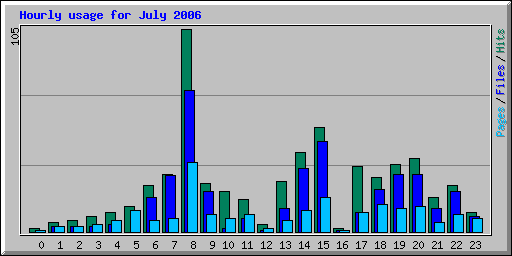 Hourly usage for July 2006
105
Pages/Files/Hits
0 1 2 3 4 5 6 7 8 9 10 11 12 13 14 15 16 17 18 19 20 21 22 23